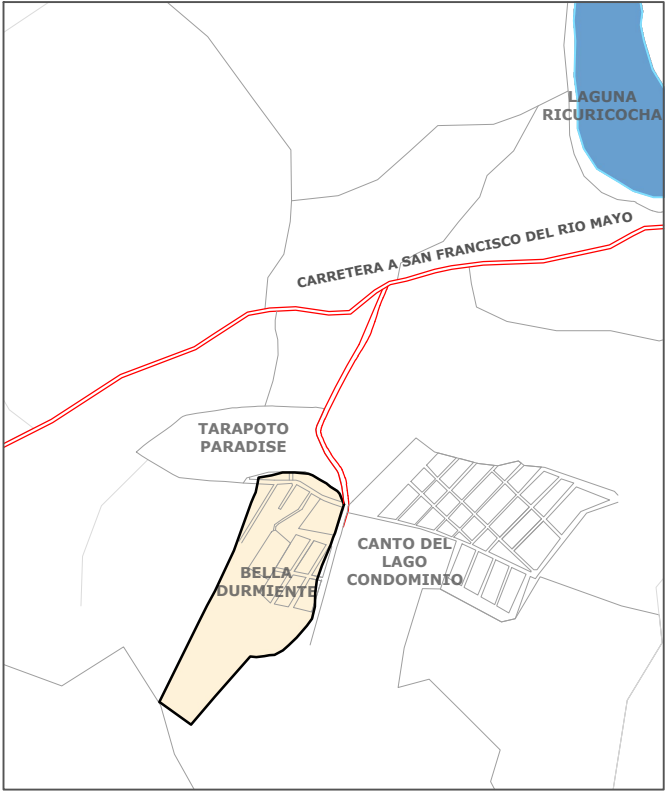 LAGUNA
RICURICOCHA
CARRETERA A SAN FRANCISCO DEL RIO MAYO
TARAPOTO
PARADISE
CANTO DEL
LAGO
CONDOMINIO
BELLA
DURMIENTE